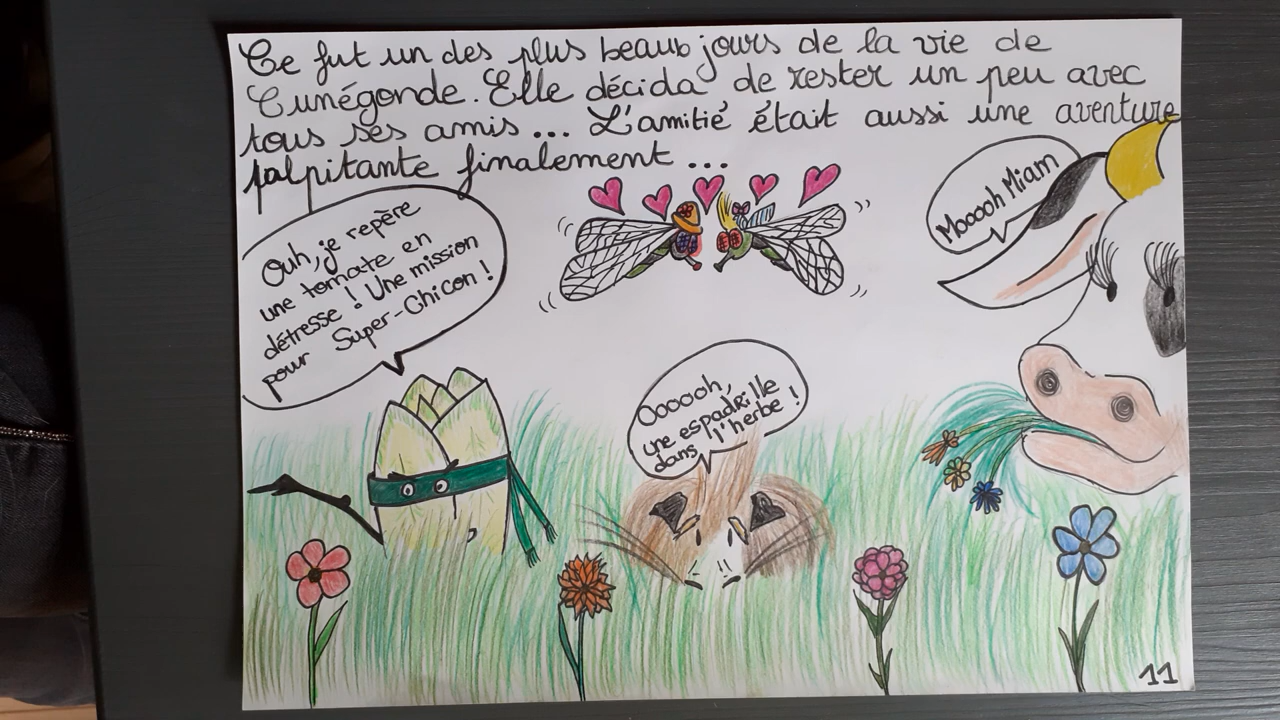 Ce fut un des plus beaux jours de la vie de
Cunégonde. Elle décida de rester un peu avec
tous ses amis ... L'amitié était aussi une aventure
palpitante finalement ...
Ouh, je repère
une tomate en
détresse ! Une mission
pour Super-Chicon !
Oooooh,
une espadrille
dans l'herbe !
Mooooh Miam
11